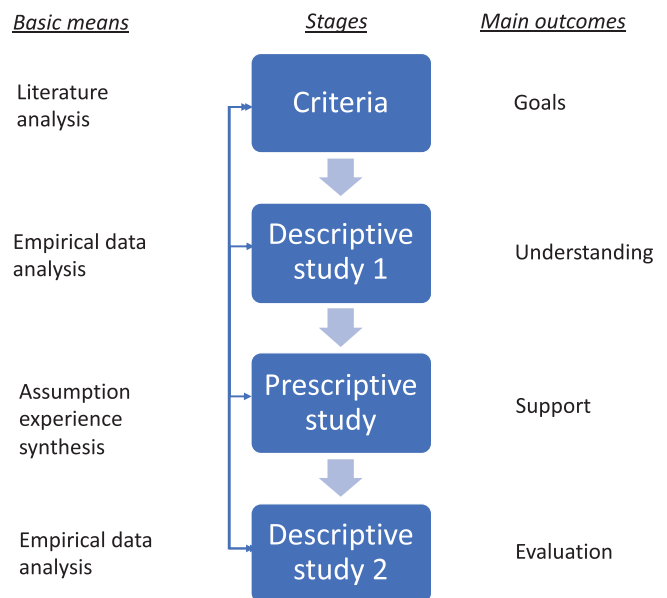 Basic means
Stages
Main outcomes
Literature
analysis
Criteria
Goals
Empirical data
analysis
Descriptive
study 1
Understanding
Assumption
experience
synthesis
Prescriptive
study
Support
Empirical data
analysis
Descriptive
study 2
Evaluation